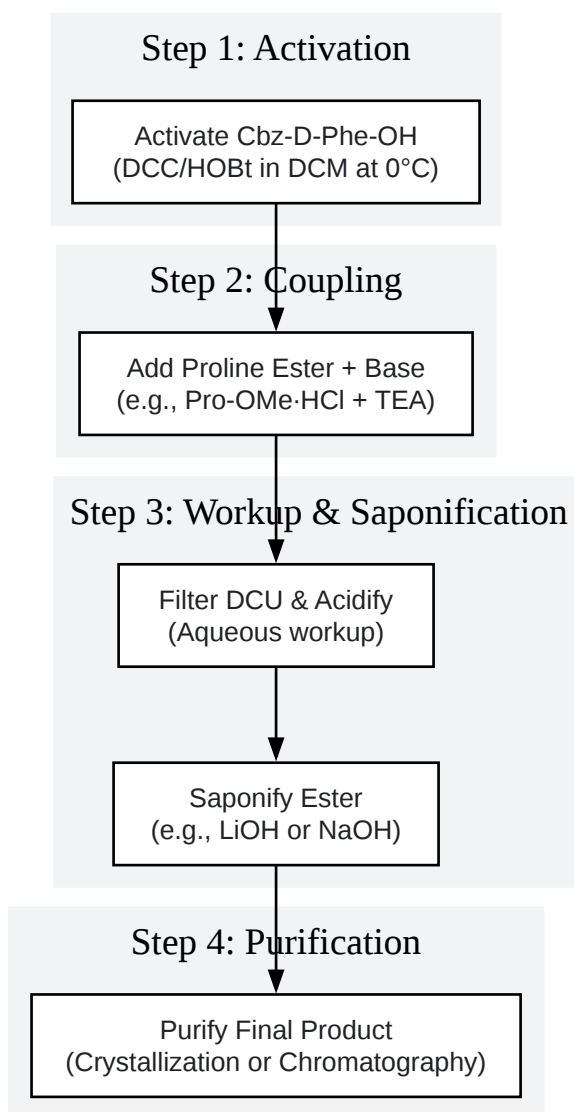 Step 1: Activation
Activate Cbz-D-Phe-OH
(DCC/HOBt in DCM at 0°C)
Step 2: Coupling
Add Proline Ester + Base
(e.g., Pro-OMe·HCl + TEA)
Step 3: Workup & Saponification
Filter DCU & Acidify
(Aqueous workup)
Saponify Ester
(e.g., LiOH or NaOH)
Step 4: Purification
Purify Final Product
(Crystallization or Chromatography)